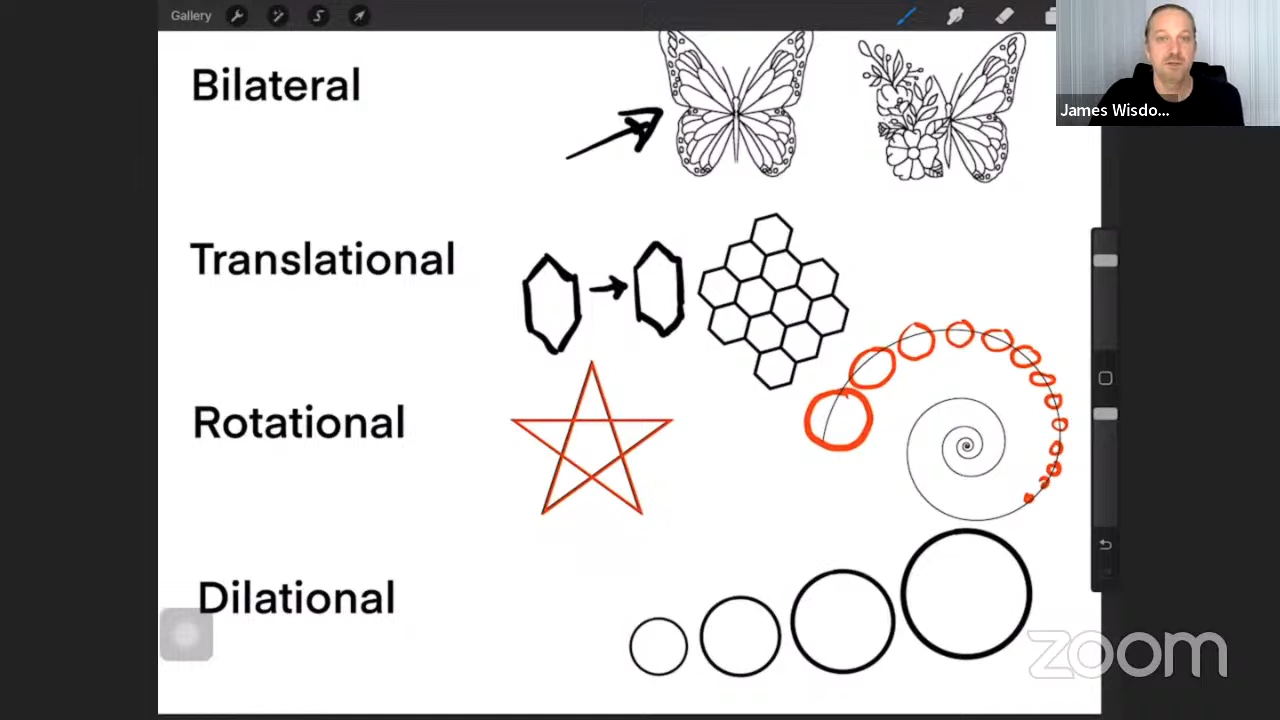 Gallery
James Wisdo...
Bilateral
Translational
Rotational
Dilational
zoom